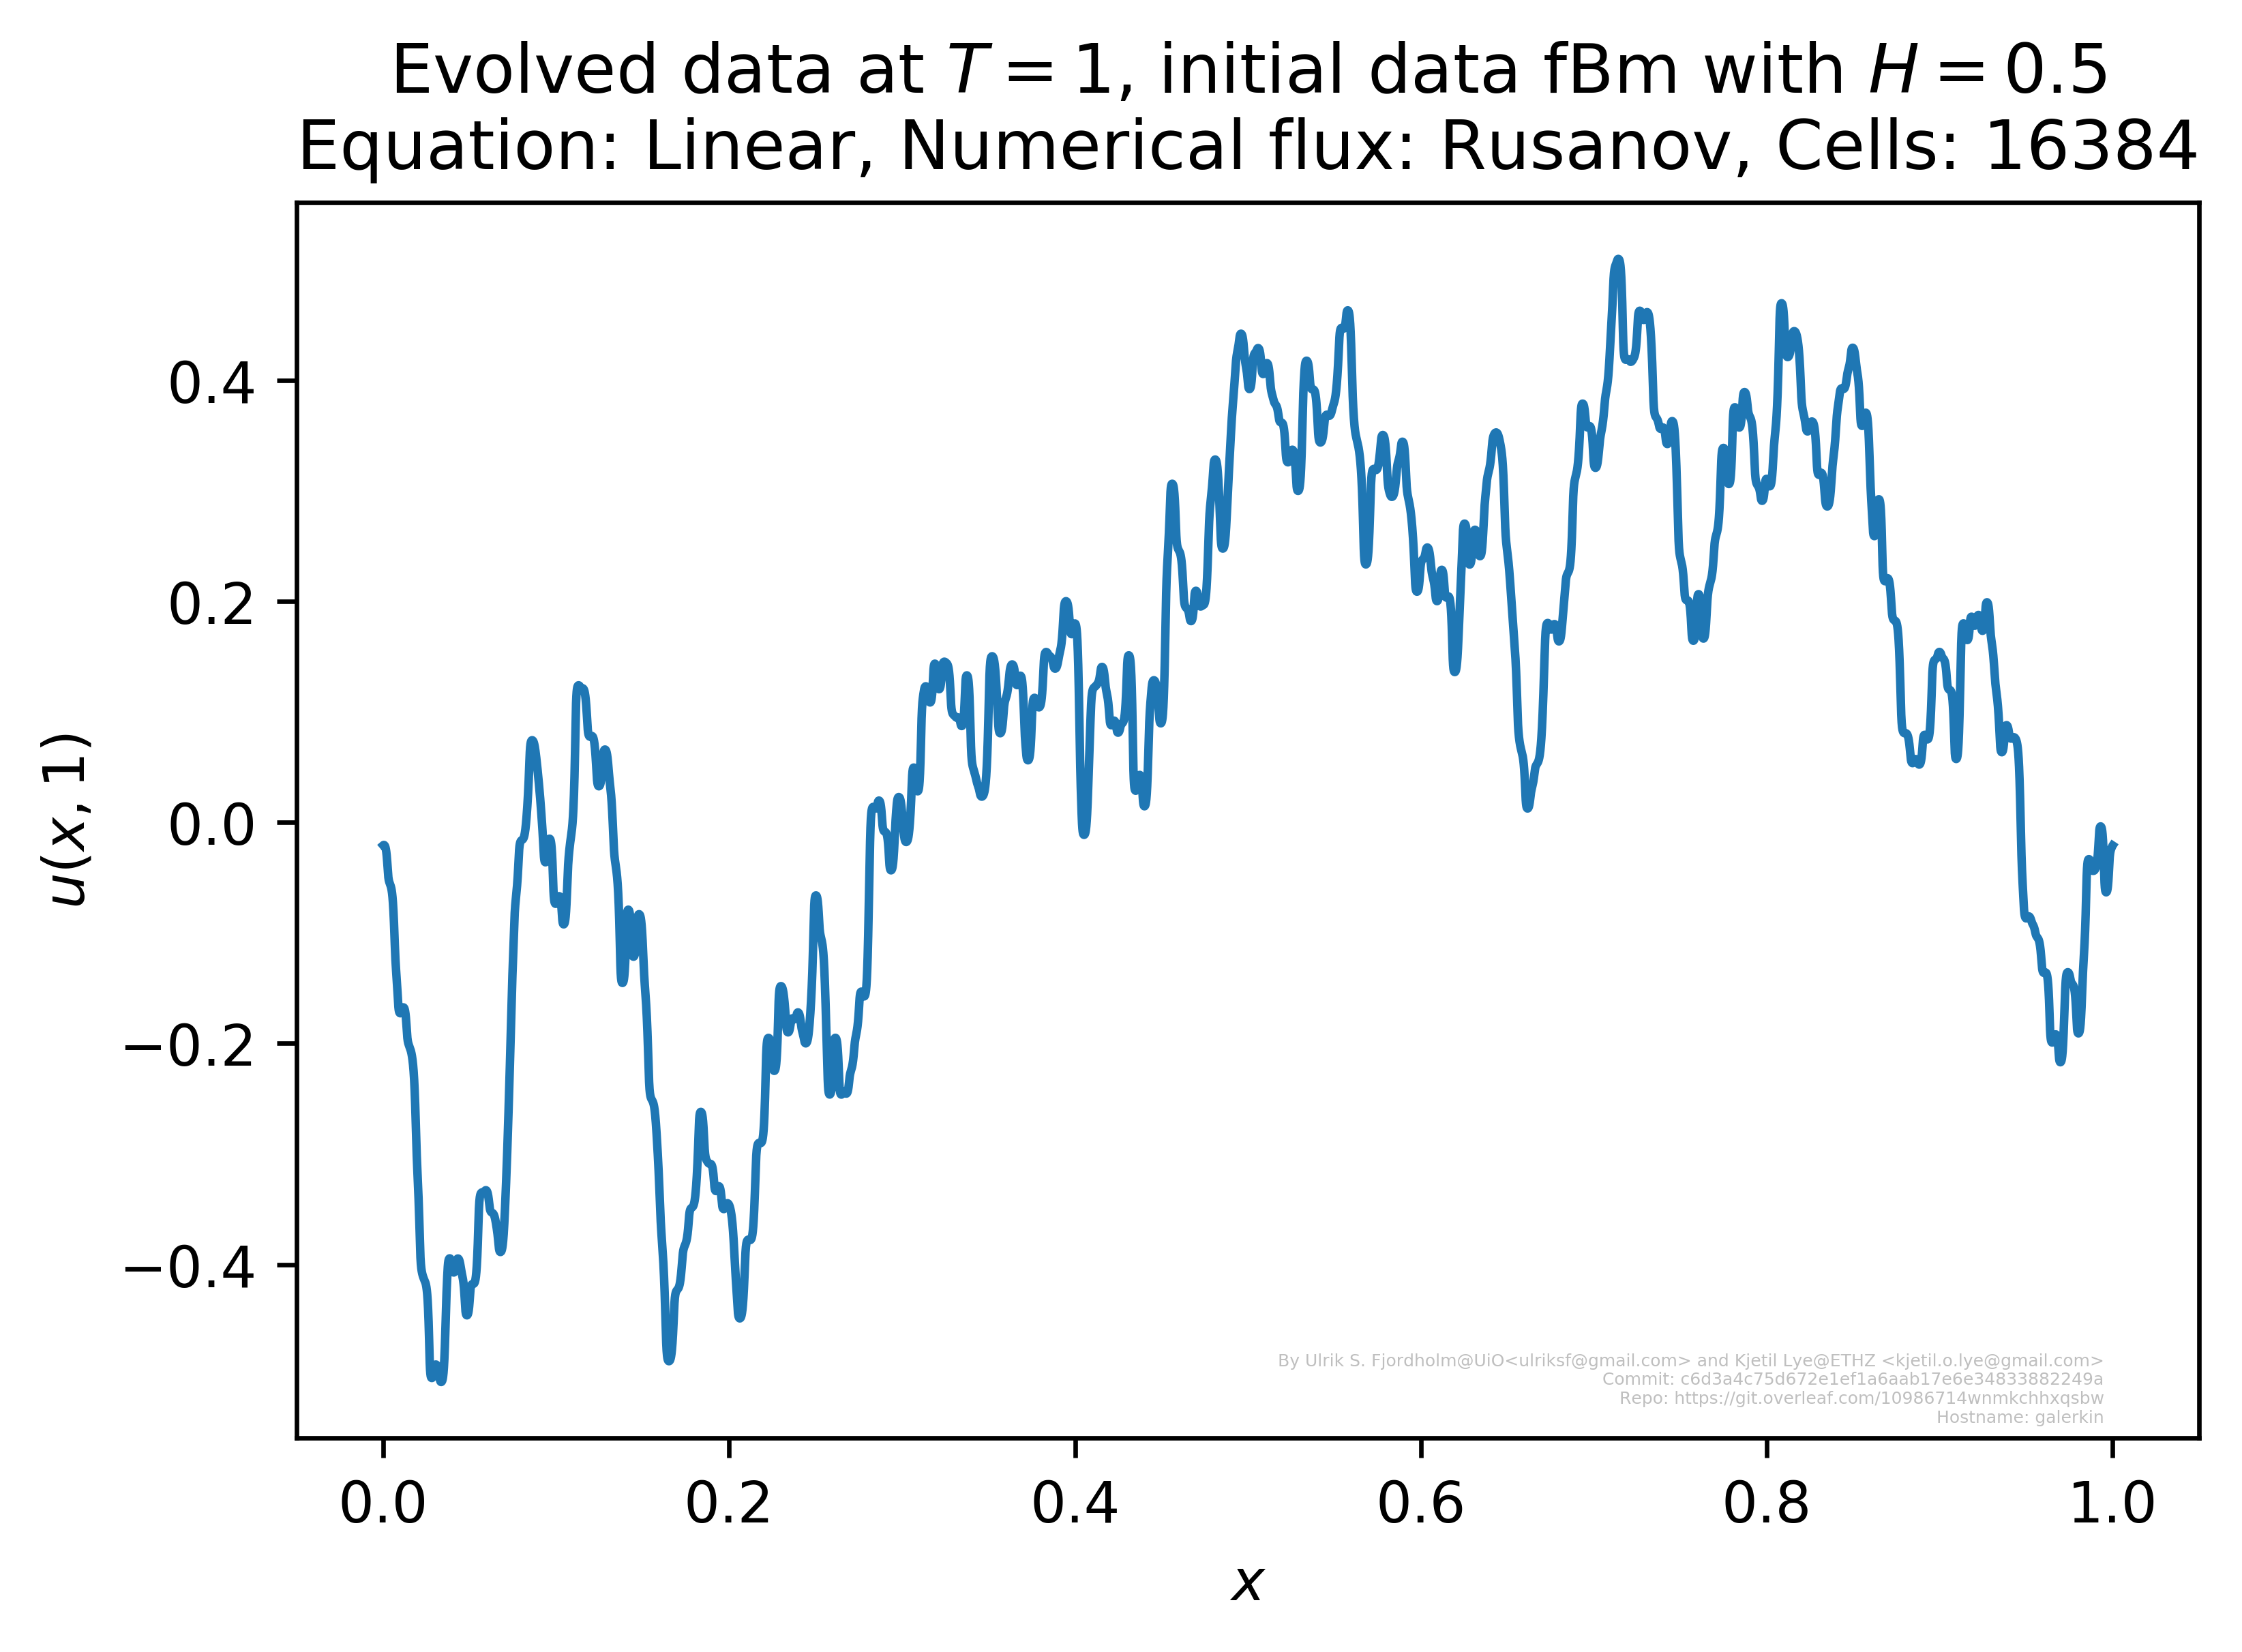 Evolved data at T = 1, initial data fBm with H = 0.5
Equation: Linear, Numerical flux: Rusanov, Cells: 16384
u(x, 1)
0.4
0.2
0.0
−0.2
−0.4
By Ulrik S. Fjordholm@UiO<ulriksf@gmail.com> and Kjetil Lye@ETHZ <kjetil.o.lye@gmail.com>
Commit: c6d3a4c75d672e1ef1a6aab17e6e34833882249a
Repo: https://git.overleaf.com/10986714wnmkchhxqsbw
Hostname: galerkin
0.0 0.2 0.4 0.6 0.8 1.0
x